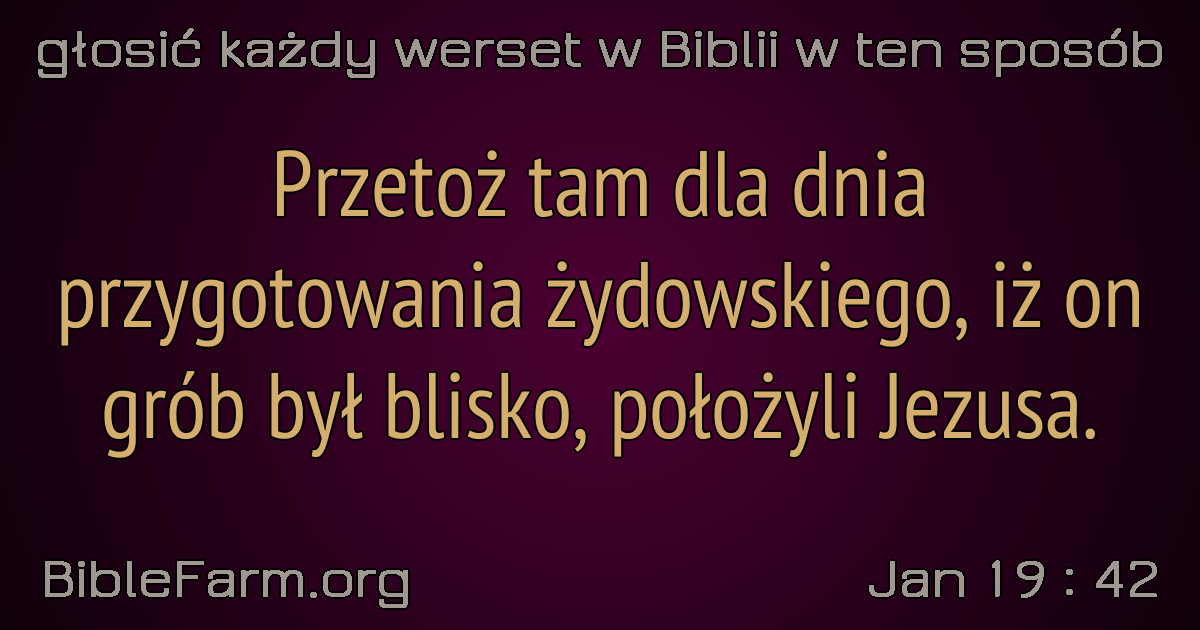 głosić każdy werset w Biblii w ten sposób
Przetoż tam dla dnia
przygotowania żydowskiego, iż on
grób był blisko, położyli Jezusa.
BibleFarm.org
Jan 19 : 42